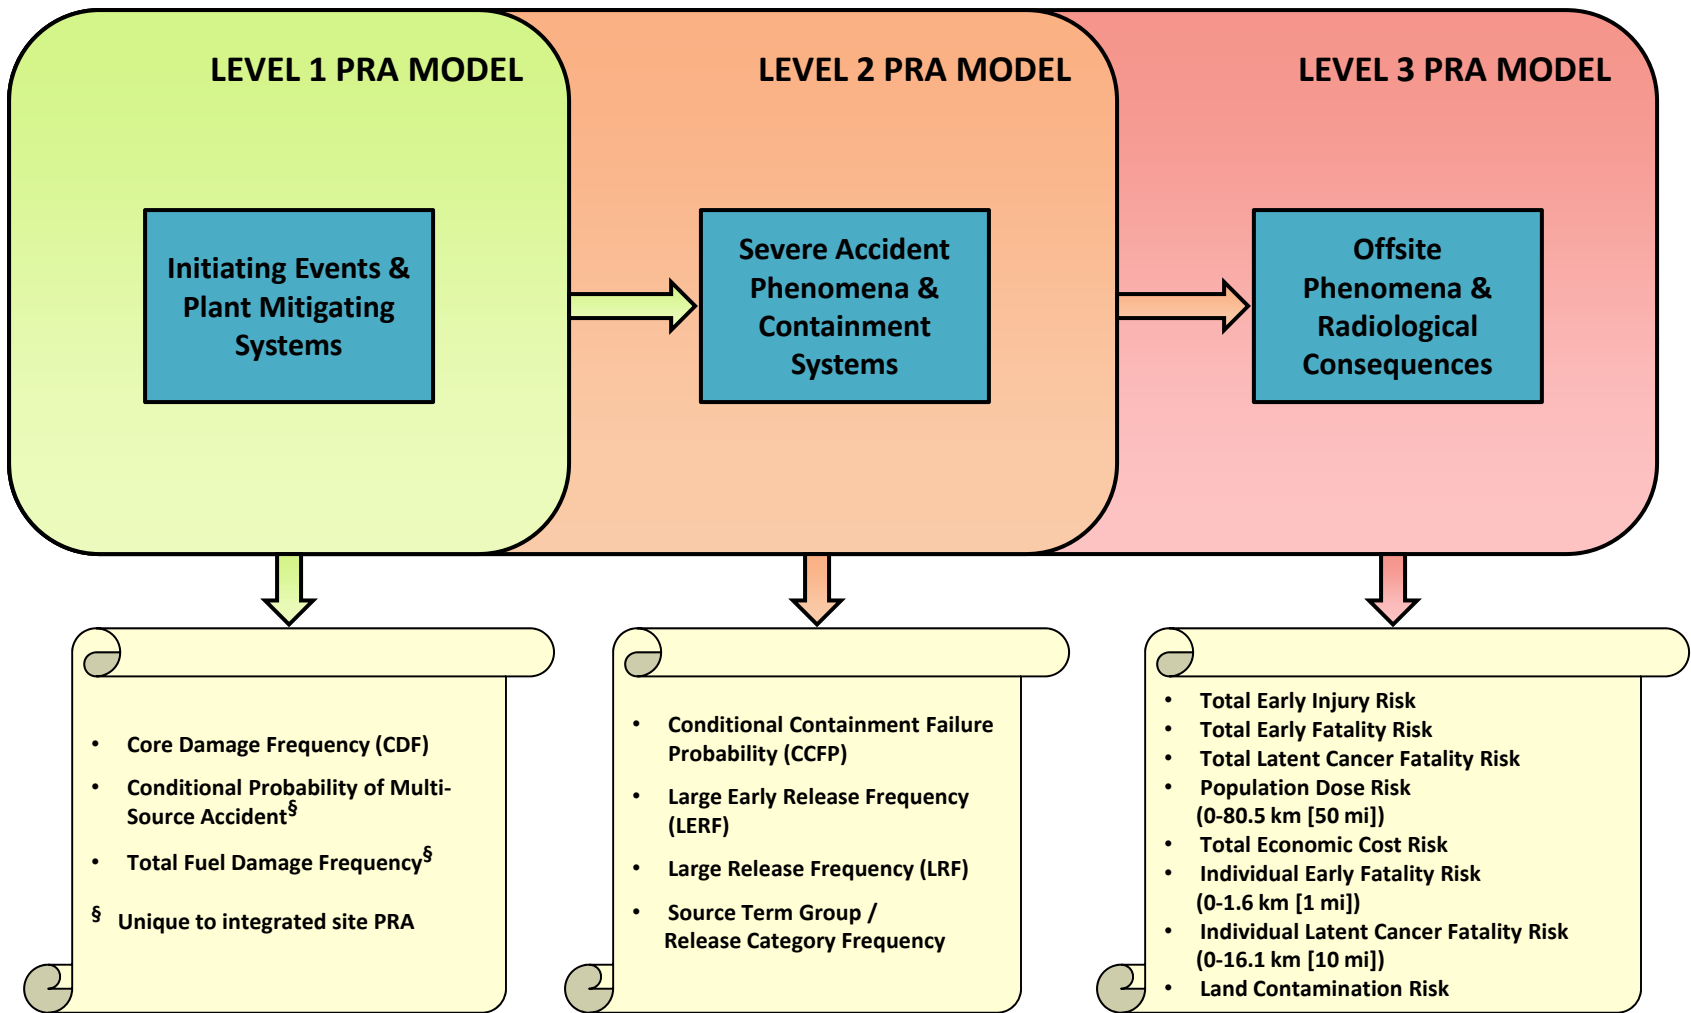 LEVEL 1 PRA MODEL
LEVEL 2 PRA MODEL
LEVEL 3 PRA MODEL
Initiating Events &
Plant Mitigating
Systems
Severe Accident
Phenomena &
Containment
Systems
Offsite
Phenomena &
Radiological
Consequences
• Core Damage Frequency (CDF)
• Conditional Probability of Multi-
Source Accident§
• Total Fuel Damage Frequency§
§ Unique to integrated site PRA
• Conditional Containment Failure
Probability (CCFP)
• Large Early Release Frequency
(LERF)
• Large Release Frequency (LRF)
• Source Term Group /
Release Category Frequency
• Total Early Injury Risk
• Total Early Fatality Risk
• Total Latent Cancer Fatality Risk
• Population Dose Risk
(0-80.5 km [50 mi])
• Total Economic Cost Risk
• Individual Early Fatality Risk
(0-1.6 km [1 mi])
• Individual Latent Cancer Fatality Risk
(0-16.1 km [10 mi])
• Land Contamination Risk